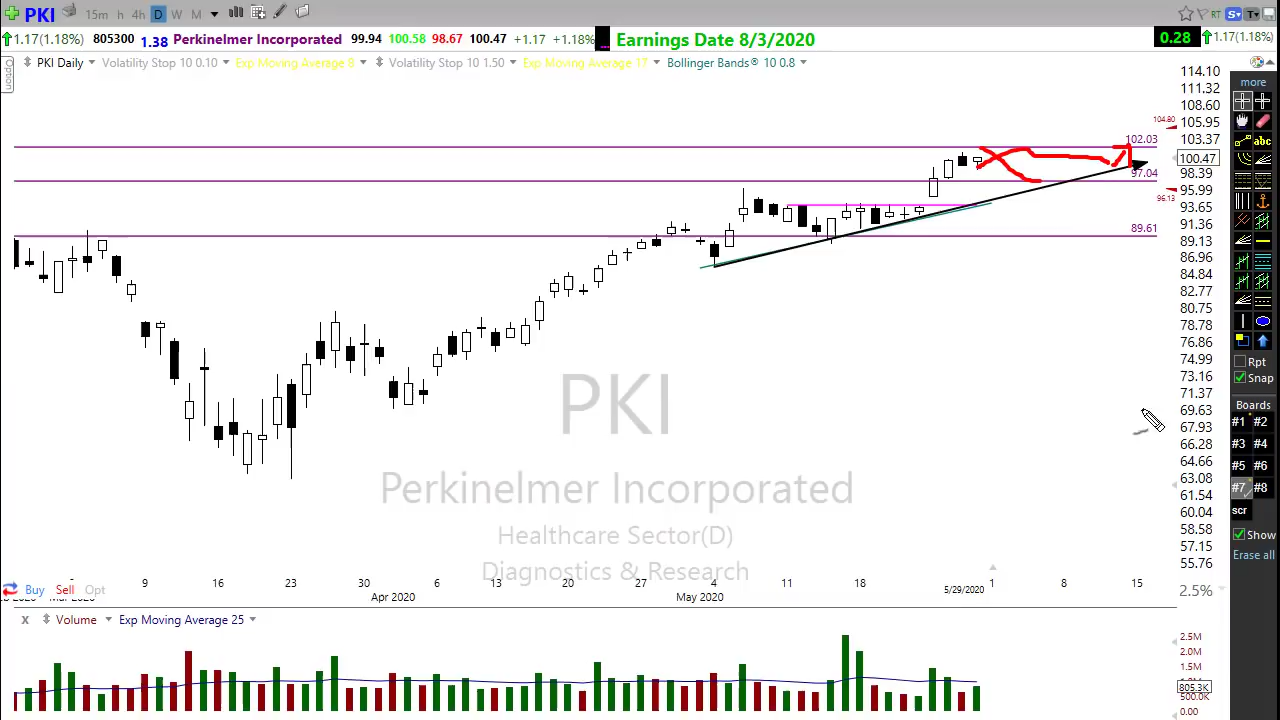 PKI 15m h 4h D W M RT S T
1.17(1.18%) 805300 1.38 Perkinelmer Incorporated 99.94 100.58 98.67 100.47 +1.17 +1.18% Earnings Date 8/3/2020 0.28 1.17(1.18%)
Option
PKI Daily Volatility Stop 10 0.10 Exp Moving Average 8 Volatility Stop 10 1.50 Exp Moving Average 17 Bollinger Bands® 10 0.8
114.10
more
111.32
108.60
104.80
105.95
abc
102.03
103.37
100.47
97.04
98.39
96.13
95.99
93.65
89.61
91.36
89.13
86.96
84.84
82.77
80.75
78.78
76.86
74.99
Rpt
73.16
Snap
71.37
Boards
69.63
#1 #2
67.93
#3 #4
66.28
#5 #6
64.66
#7 #8
63.08
61.54
scr
60.04
58.58
Show
57.15
Erase all
55.76
PKI
Perkinelmer Incorporated
Healthcare Sector(D)
Diagnostics & Research
Buy Sell Opt
9 16 23 30 6 13 20 27 4 11 18 5/29/2020 1 8 15
2.5%
Apr 2020 May 2020
x Volume Exp Moving Average 25
2.5M
2.0M
1.5M
805.3K
500.0K
0.00